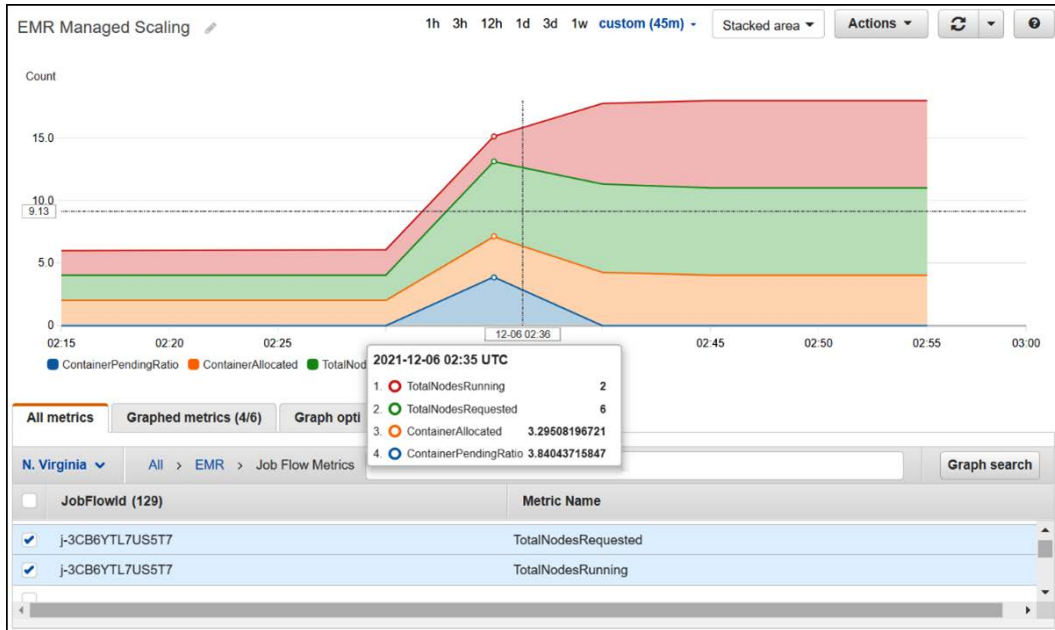 EMR Managed Scaling
1h 3h 12h 1d 3d 1w custom (45m)
Stacked area
Actions
Count
15.0
10.0
9.13
5.0
0
02:15 02:20 02:25 12-06 02:36 02:45 02:50 02:55 03:00
ContainerPendingRatio ContainerAllocated TotalNod
2021-12-06 02:35 UTC
1. TotalNodesRunning 2
2. TotalNodesRequested 6
3. ContainerAllocated 3.29508196721
4. ContainerPendingRatio 3.84043715847
All metrics Graphed metrics (4/6) Graph opti
N. Virginia All > EMR > Job Flow Metrics Graph search
JobFlowId (129) Metric Name
j-3CB6YTL7US5T7 TotalNodesRequested
j-3CB6YTL7US5T7 TotalNodesRunning